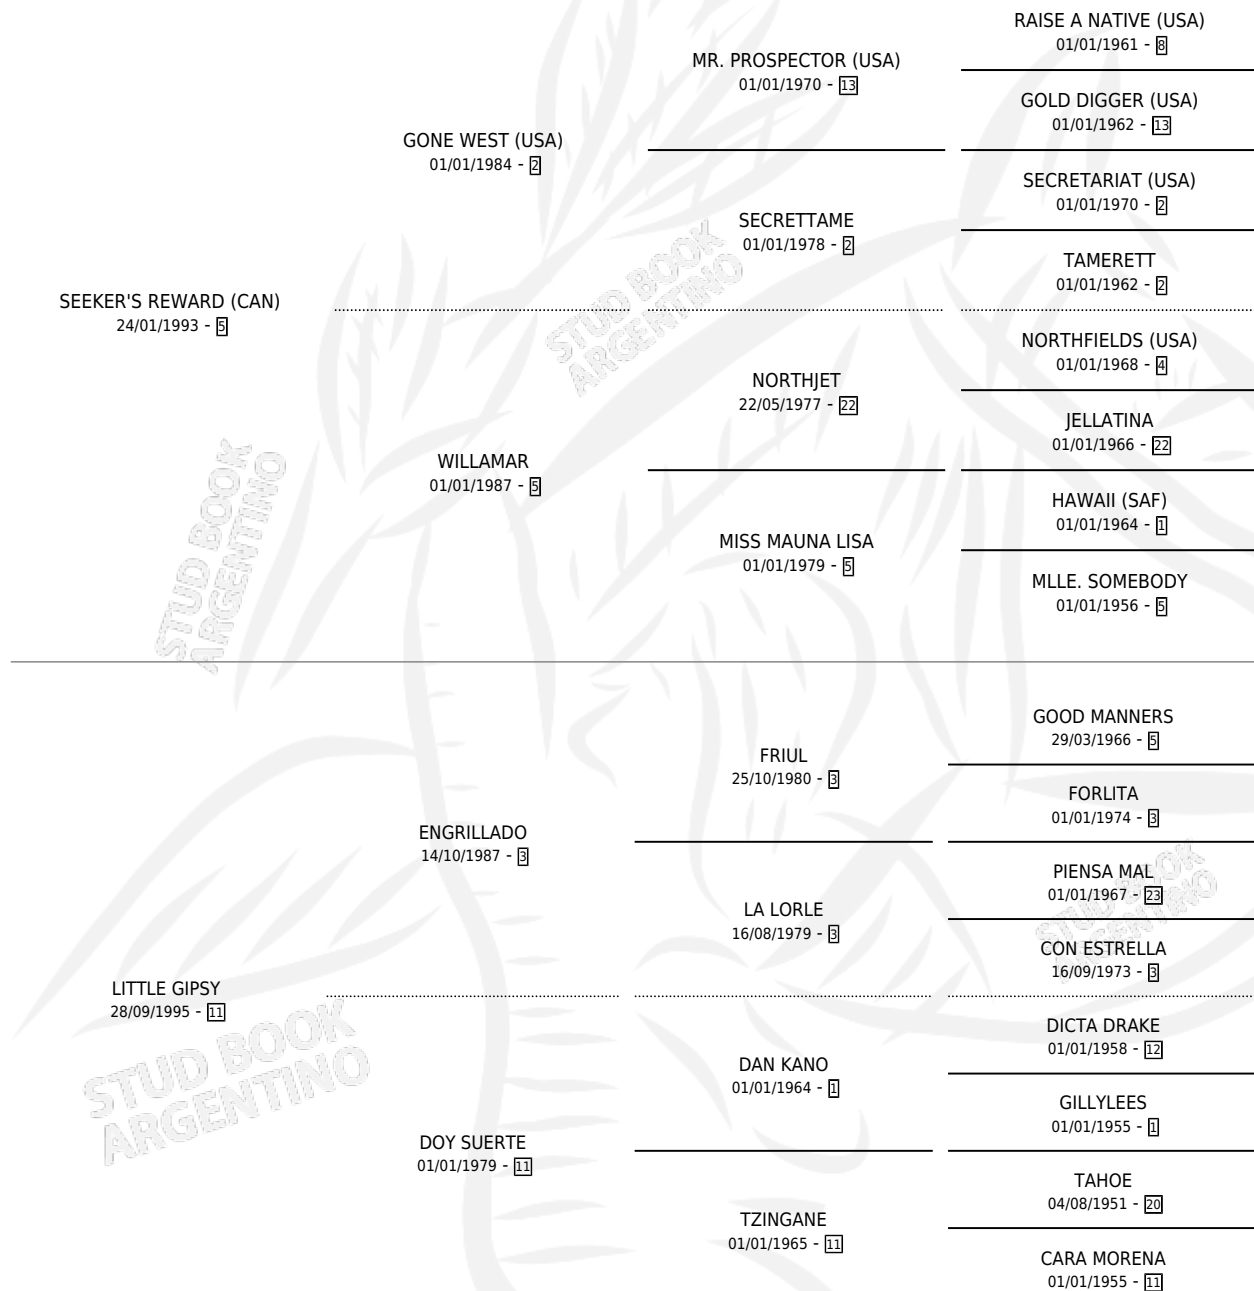 RAISE A NATIVE (USA)
01/01/1961 - 8
MR. PROSPECTOR (USA)
01/01/1970 - 13
GOLD DIGGER (USA)
01/01/1962 - 13
GONE WEST (USA)
01/01/1984 - 2
SECRETARIAT (USA)
01/01/1970 - 2
SECRETTAME
01/01/1978 - 2
TAMERETT
01/01/1962 - 2
SEEKER'S REWARD (CAN)
24/01/1993 - 5
NORTHFIELDS (USA)
01/01/1968 - 4
NORTHJET
22/05/1977 - 22
JELLATINA
01/01/1966 - 22
WILLAMAR
01/01/1987 - 5
HAWAII (SAF)
01/01/1964 - 1
MISS MAUNA LISA
01/01/1979 - 5
MLLE. SOMEBODY
01/01/1956 - 5
GOOD MANNERS
29/03/1966 - 5
FRIUL
25/10/1980 - 3
FORLITA
01/01/1974 - 3
ENGRILLADO
14/10/1987 - 3
PIENSA MAL
01/01/1967 - 23
LA LORLE
16/08/1979 - 3
CON ESTRELLA
16/09/1973 - 3
LITTLE GIPSY
28/09/1995 - 11
DICTA DRAKE
01/01/1958 - 12
DAN KANO
01/01/1964 - 1
GILLYLEES
01/01/1955 - 1
DOY SUERTE
01/01/1979 - 11
TAHOE
04/08/1951 - 20
TZINGANE
01/01/1965 - 11
CARA MORENA
01/01/1955 - 11
STUD BOOK
ARGENTINO
STUD BOOK
ARGENTINO
STUD BOOK
ARGENTINO
STUD BOOK
ARGENTINO